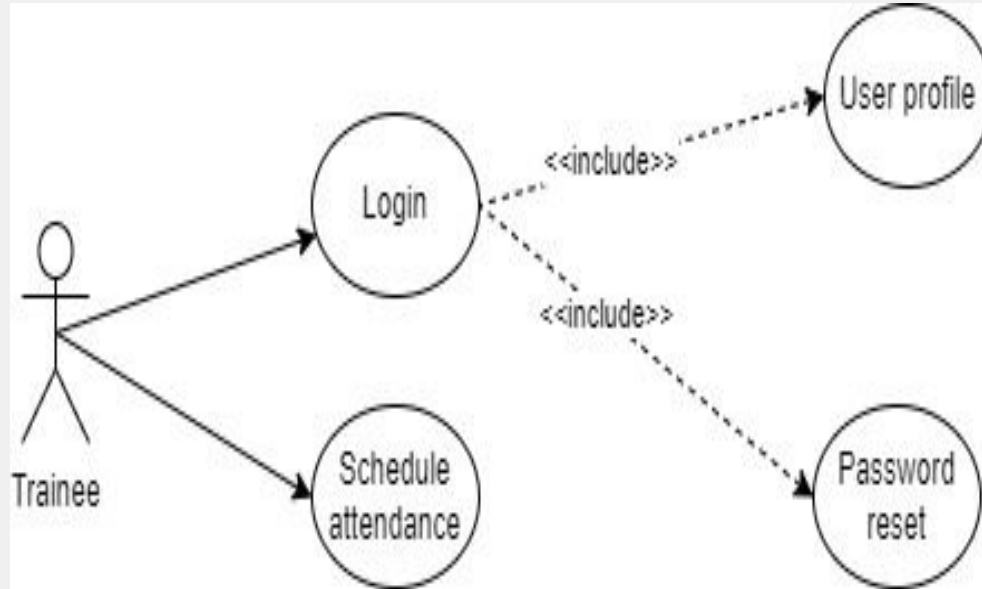 User profile
<<include>>
Login
<<include>>
Trainee
Schedule
attendance
Password
reset